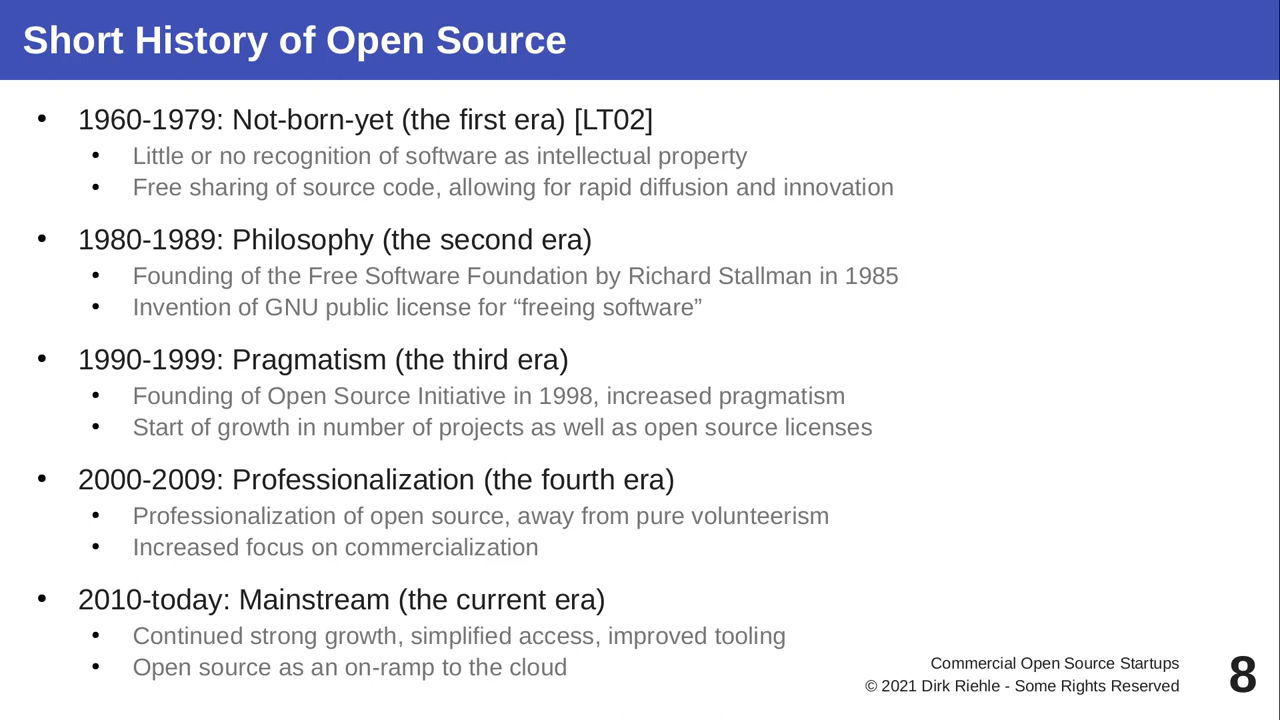 Short History of Open Source
• 1960-1979: Not-born-yet (the first era) [LT02]
• Little or no recognition of software as intellectual property
• Free sharing of source code, allowing for rapid diffusion and innovation
• 1980-1989: Philosophy (the second era)
• Founding of the Free Software Foundation by Richard Stallman in 1985
• Invention of GNU public license for “freeing software”
• 1990-1999: Pragmatism (the third era)
• Founding of Open Source Initiative in 1998, increased pragmatism
• Start of growth in number of projects as well as open source licenses
• 2000-2009: Professionalization (the fourth era)
• Professionalization of open source, away from pure volunteerism
• Increased focus on commercialization
• 2010-today: Mainstream (the current era)
• Continued strong growth, simplified access, improved tooling
• Open source as an on-ramp to the cloud
Commercial Open Source Startups
© 2021 Dirk Riehle - Some Rights Reserved
8